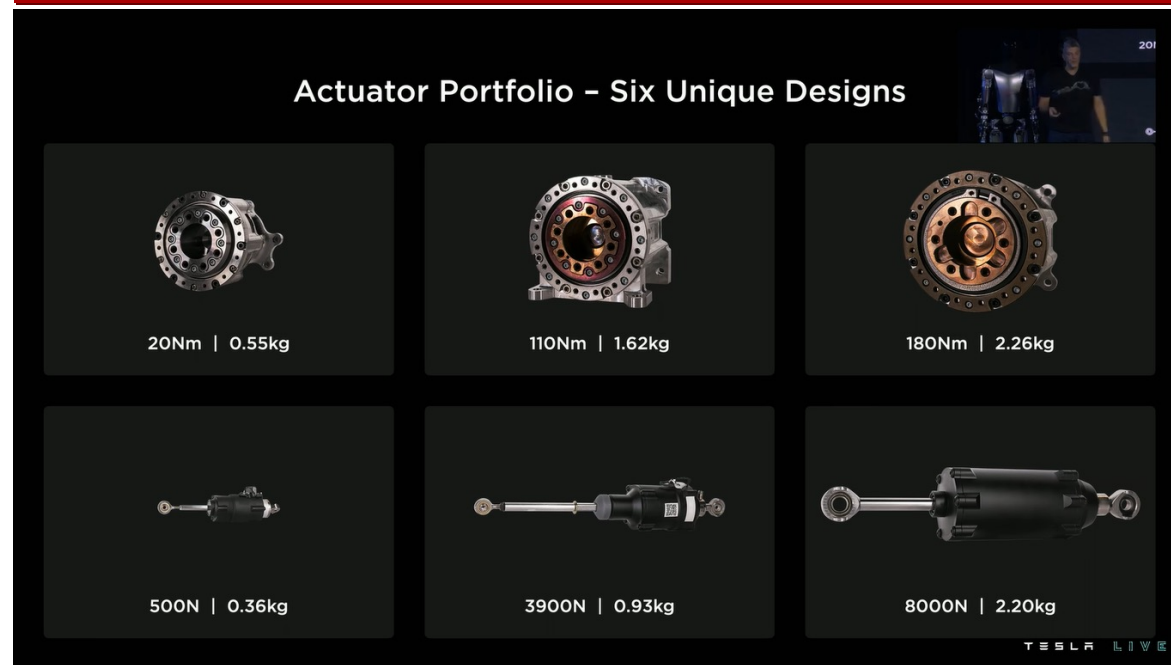 Actuator Portfolio – Six Unique Designs
20Nm | 0.55kg
110Nm | 1.62kg
180Nm | 2.26kg
500N | 0.36kg
3900N | 0.93kg
8000N | 2.20kg
TESLA LIVE